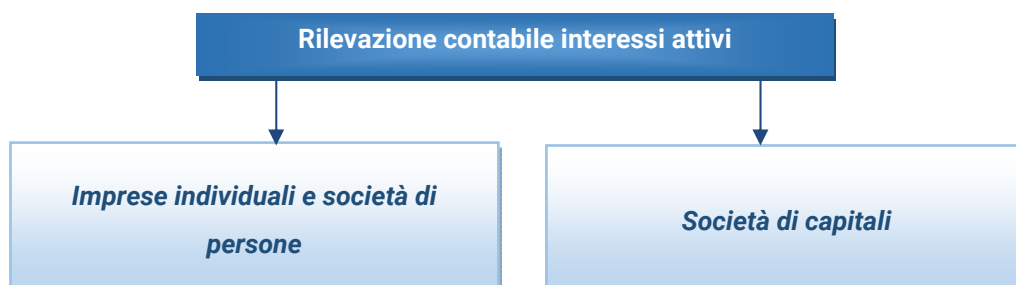 Rilevazione contabile interessi attivi
Imprese individuali e società di
persone
Società di capitali